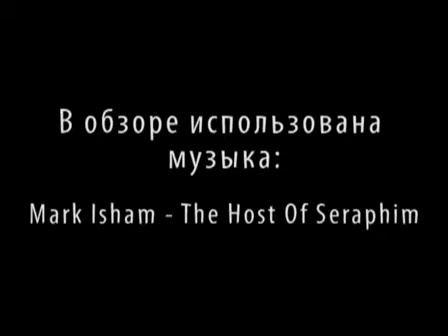 В обзоре использована
музыка:
Mark Isham - The Host Of Seraphim